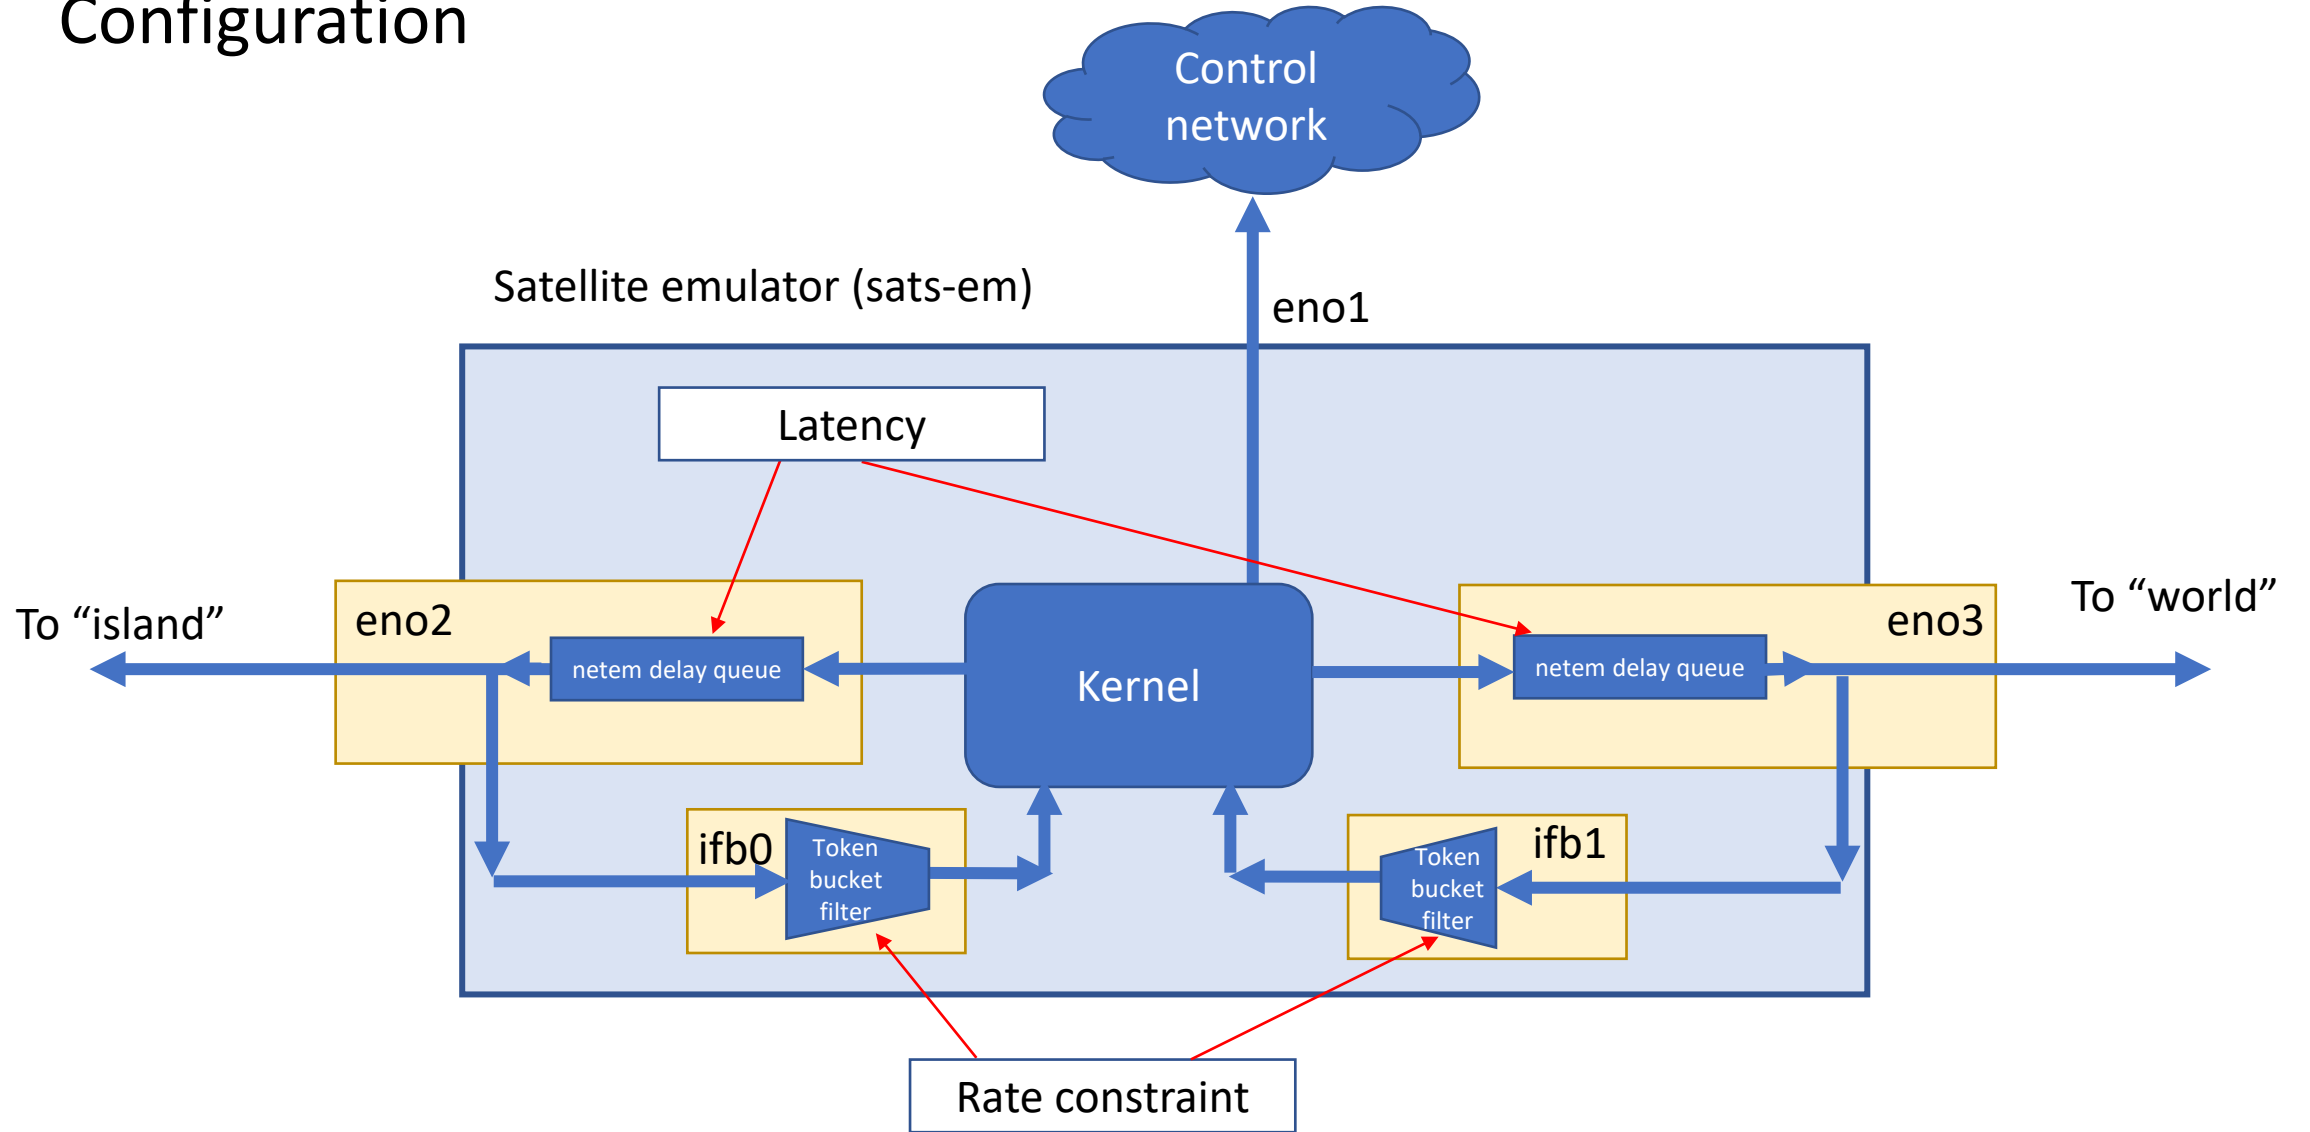 Configuration
Control
network
Satellite emulator (sats-em)
eno1
Latency
To “island”
eno2
netem delay queue
Kernel
netem delay queue
eno3
To “world”
ifb0
Token
bucket
filter
Token
bucket
filter
ifb1
Rate constraint